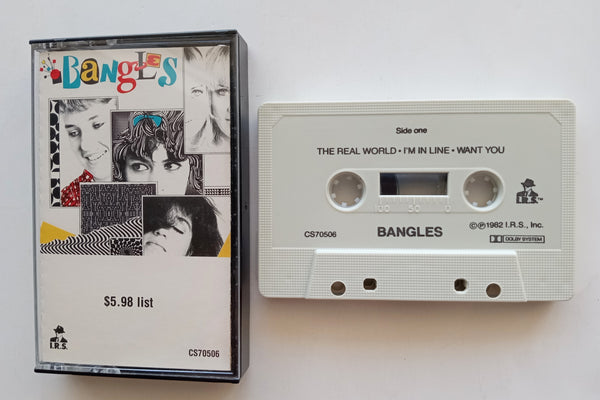 BANGLES
$5.98 list
I.R.S.
CS70506
Side one
THE REAL WORLD • I'M IN LINE • WANT YOU
100 50 0
I.R.S.™
CS70506
BANGLES
©℗1982 I.R.S., Inc.
DOLBY SYSTEM